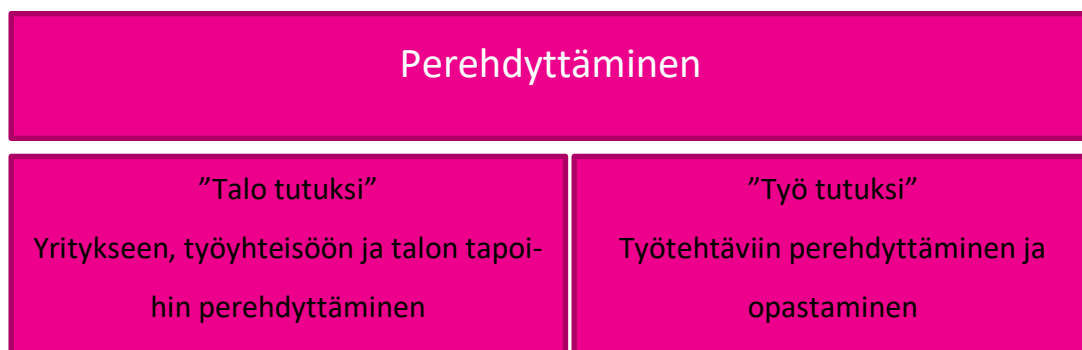 Perehdyttäminen
”Talo tutuksi”
Yritykseen, työyhteisöön ja talon tapoi-
hin perehdyttäminen
”Työ tutuksi”
Työtehtäviin perehdyttäminen ja
opastaminen